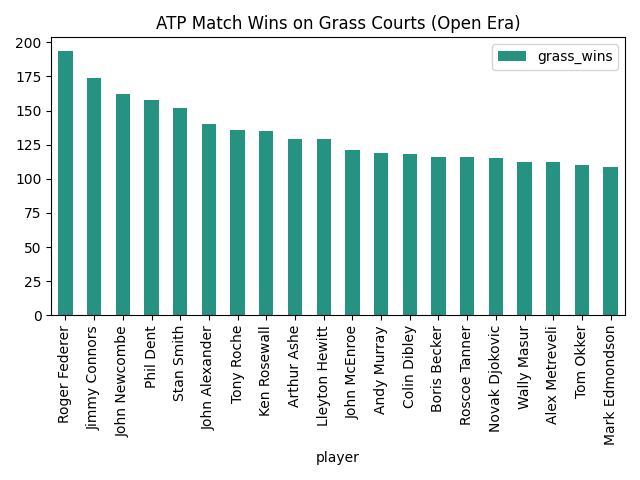 ATP Match Wins on Grass Courts (Open Era)
grass_wins
200
175
150
125
100
75
50
25
0
Roger Federer
Jimmy Connors
John Newcombe
Phil Dent
Stan Smith
John Alexander
Tony Roche
Ken Rosewall
Arthur Ashe
Lleyton Hewitt
John McEnroe
Andy Murray
Colin Dibley
Boris Becker
Roscoe Tanner
Novak Djokovic
Wally Masur
Alex Metreveli
Tom Okker
Mark Edmondson
player